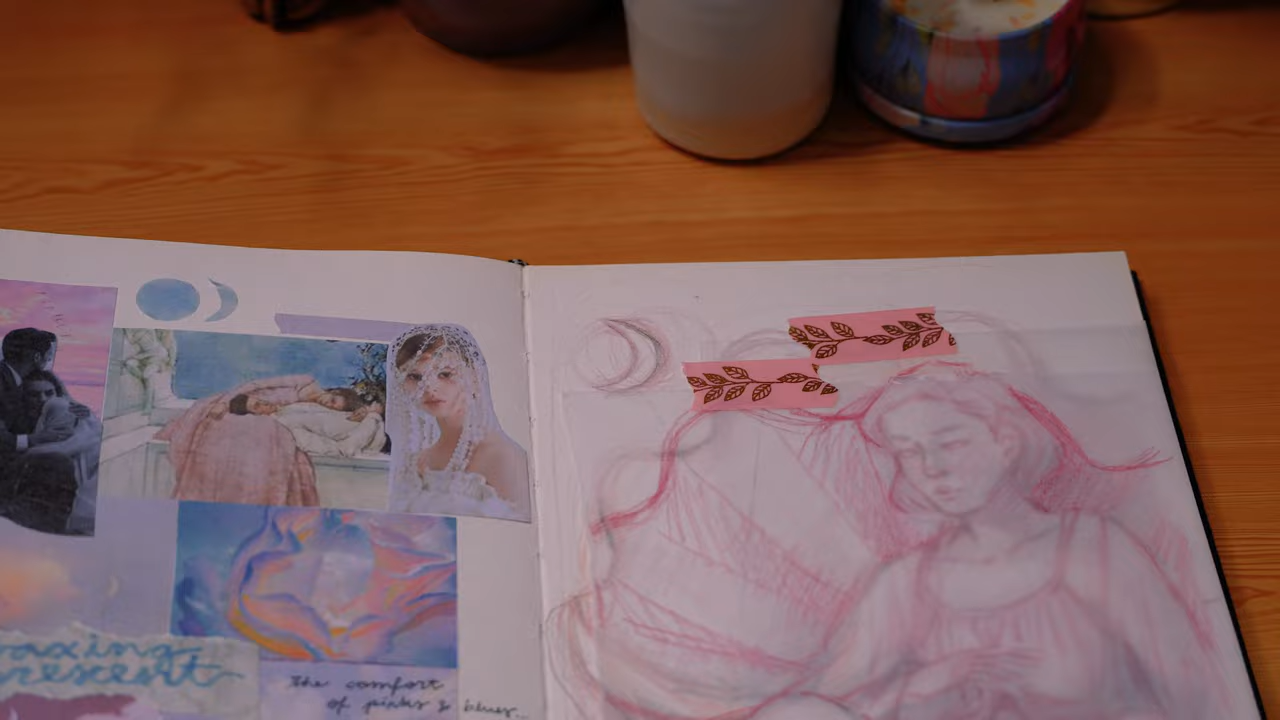 waxing
crescent
the comfort
of pinks & blues...